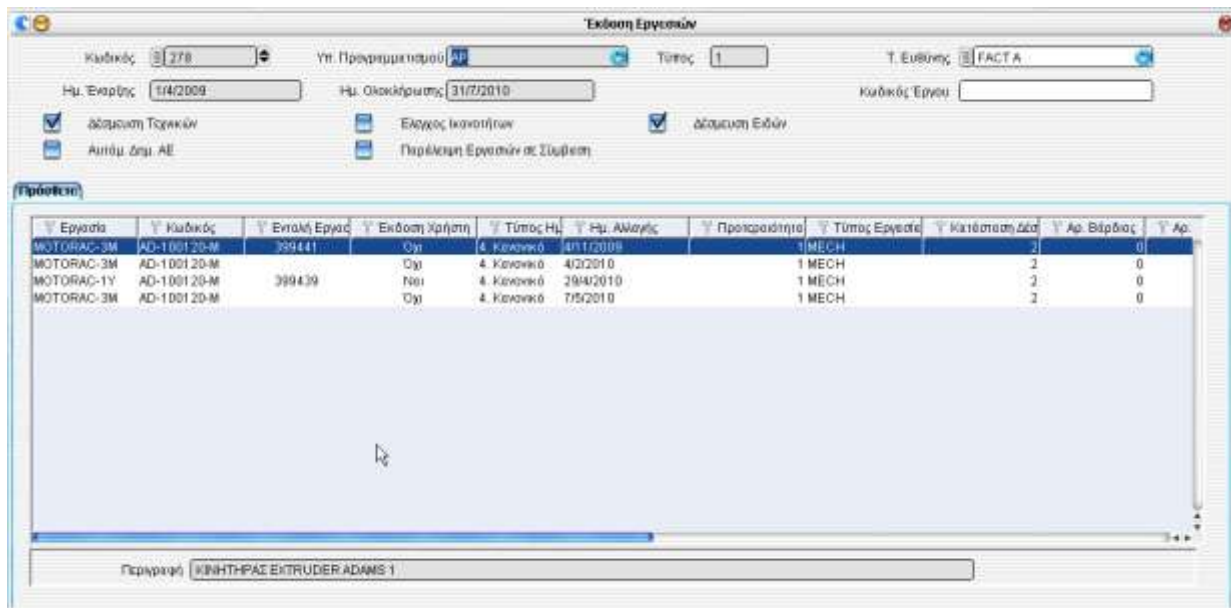 Έκδοση Εργασιών
Κωδικός 278 Υπ. Προγραμματισμού ΑΡ Τύπος 1 Τ. Ευθύνης FACTA
Ημ. Έναρξης 1/4/2009 Ημ. Ολοκλήρωσης 31/7/2010 Κωδικός Έργου
Δέσμευση Τεχνικών Έλεγχος Ικανοτήτων Δέσμευση Ειδών
Αυτόμ. Δημ. ΑΕ Παράλειψη Εργασιών σε Σύμβαση
Πρόσθετα
Εργασία Κωδικός Εντολή Εργασ Έκδοση Χρήστη Τύπος Ημ Ημ. Αλλαγής Προτεραιότητα Τύπος Εργασία Κατάσταση Δέσ Αρ. Βάρδιας Αρ.
MOTORAC-3M AD-100120-M 399441 Όχι 4. Κανονικό 4/11/2009 1 MECH 2 0
MOTORAC-3M AD-100120-M Όχι 4. Κανονικό 4/2/2010 1 MECH 2 0
MOTORAC-1Y AD-100120-M 399439 Ναι 4. Κανονικό 29/4/2010 1 MECH 2 0
MOTORAC-3M AD-100120-M Όχι 4. Κανονικό 7/5/2010 1 MECH 2 0
Περιγραφή ΚΙΝΗΤΗΡΑΣ EXTRUDER ADAMS 1